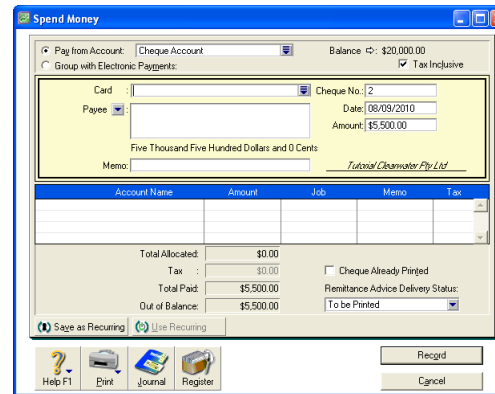 Spend Money
Pay from Account: Cheque Account Balance ⇨: $20,000.00
Group with Electronic Payments: Tax Inclusive
Card : Cheque No.: 2
Payee : Date: 08/09/2010
Amount: $5,500.00
Five Thousand Five Hundred Dollars and 0 Cents
Memo: Tutorial Clearwater Pty Ltd
Account Name Amount Job Memo Tax
Total Allocated: $0.00
Tax : $0.00 Cheque Already Printed
Total Paid: $5,500.00 Remittance Advice Delivery Status:
Out of Balance: $5,500.00 To be Printed
Save as Recurring Use Recurring
Help F1 Print Journal Register Record
Cancel